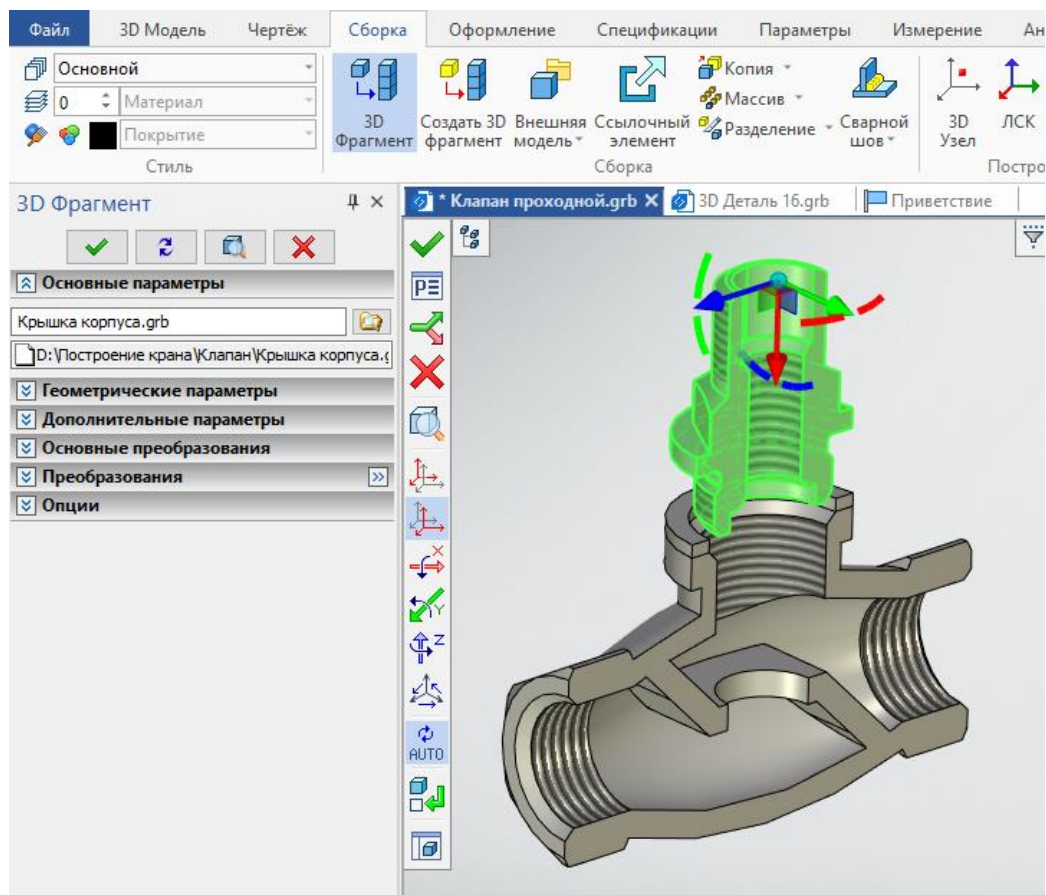 Файл 3D Модель Чертёж Сборка Оформление Спецификации Параметры Измерение Ан
Основной
0 Материал
Покрытие
Стиль
3D Фрагмент
Создать 3D фрагмент
Внешняя модель
Ссылочный элемент
Копия
Массив
Разделение
Сварной шов
3D Узел
ЛСК
Сборка
Постро
3D Фрагмент
* Клапан проходной.grb 3D Деталь 16.grb Приветствие
Основные параметры
Крышка корпуса.grb
D:\Построение крана\Клапан\Крышка корпуса.g
Геометрические параметры
Дополнительные параметры
Основные преобразования
Преобразования
Опции
P
X
Y
Z
AUTO